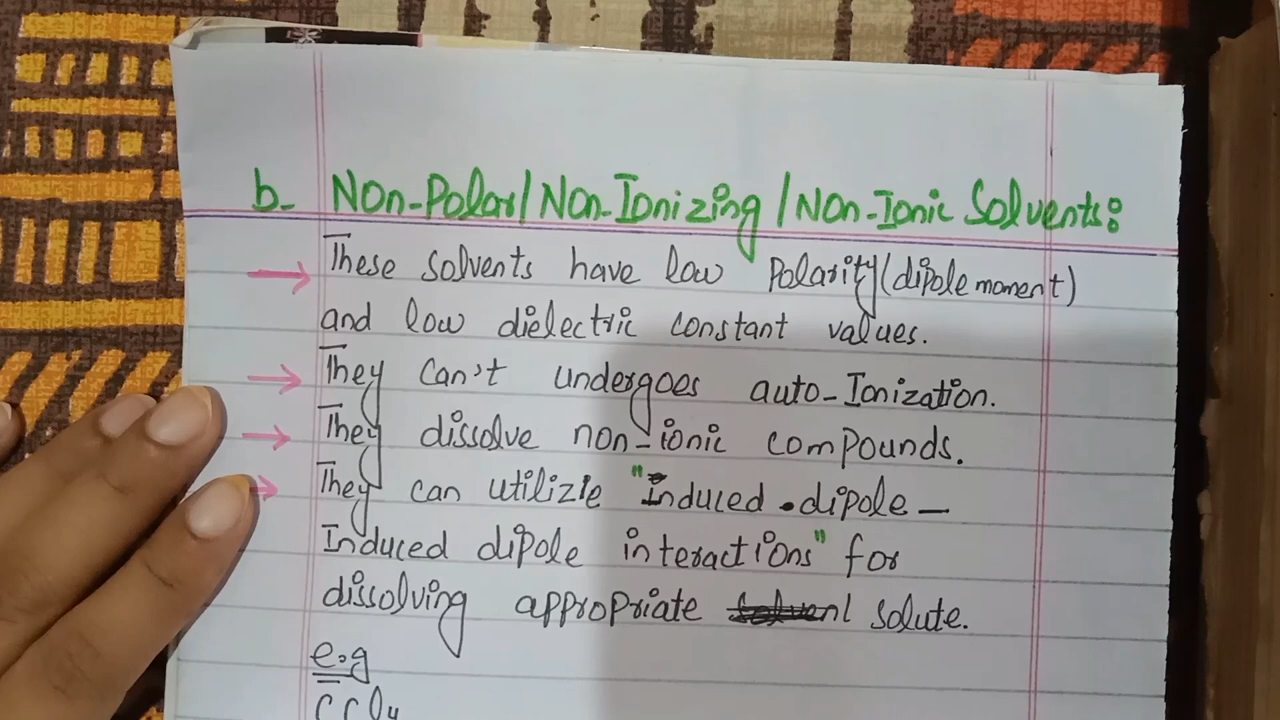 b- Non-Polar/Non-Ionizing/Non-Ionic Solvents:
→ These solvents have low Polarity(dipole moment)
and low dielectric constant values.
→ They can't undergoes auto-Ionization.
→ They dissolve non-ionic compounds.
→ They can utilizie "Induced-dipole-
Induced dipole interactions" for
dissolving appropriate solute.
e.g
CCl4